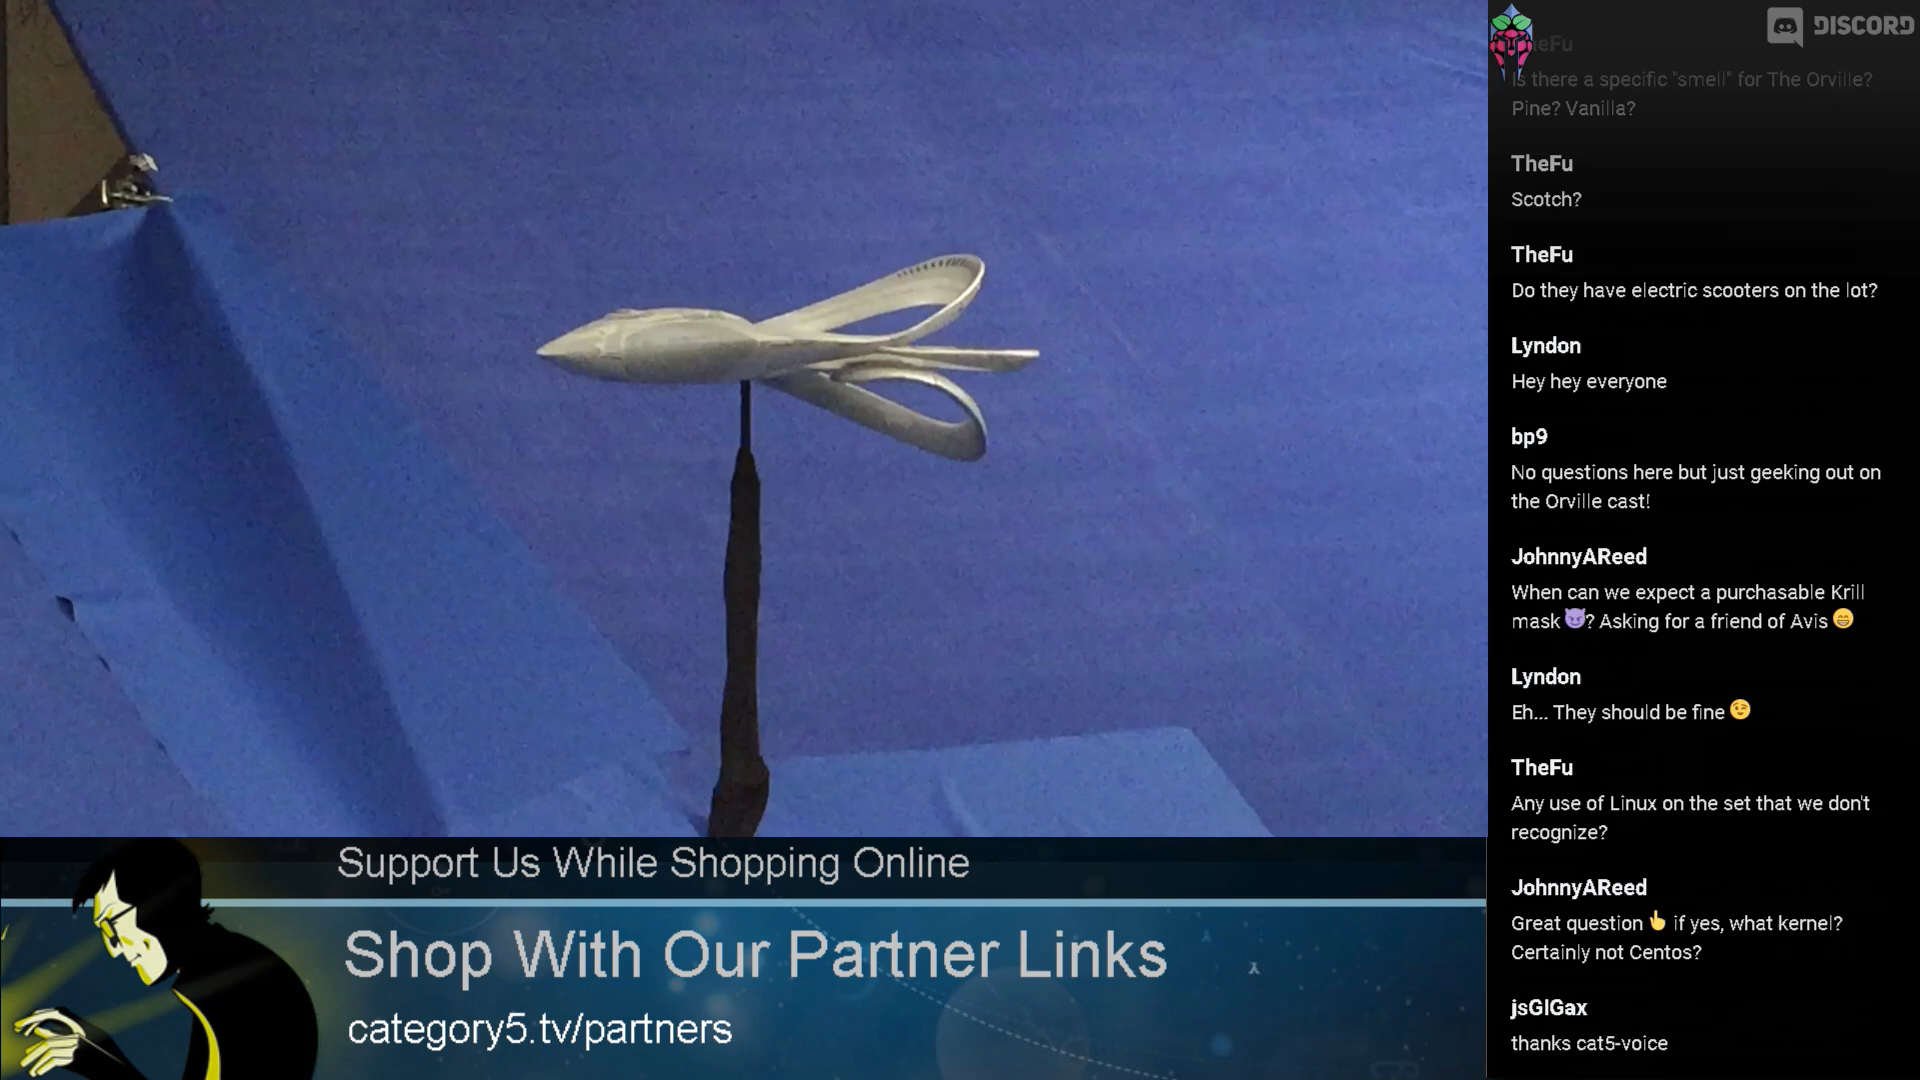 Support Us While Shopping Online
Shop With Our Partner Links
category5.tv/partners
DISCORD
Is there a specific "smell" for The Orville?
Pine? Vanilla?
TheFu
Scotch?
TheFu
Do they have electric scooters on the lot?
Lyndon
Hey hey everyone
bp9
No questions here but just geeking out on
the Orville cast!
JohnnyAReed
When can we expect a purchasable Krill
mask 😈? Asking for a friend of Avis 😁
Lyndon
Eh... They should be fine 😉
TheFu
Any use of Linux on the set that we don't
recognize?
JohnnyAReed
Great question 👆 if yes, what kernel?
Certainly not Centos?
jsGIGax
thanks cat5-voice